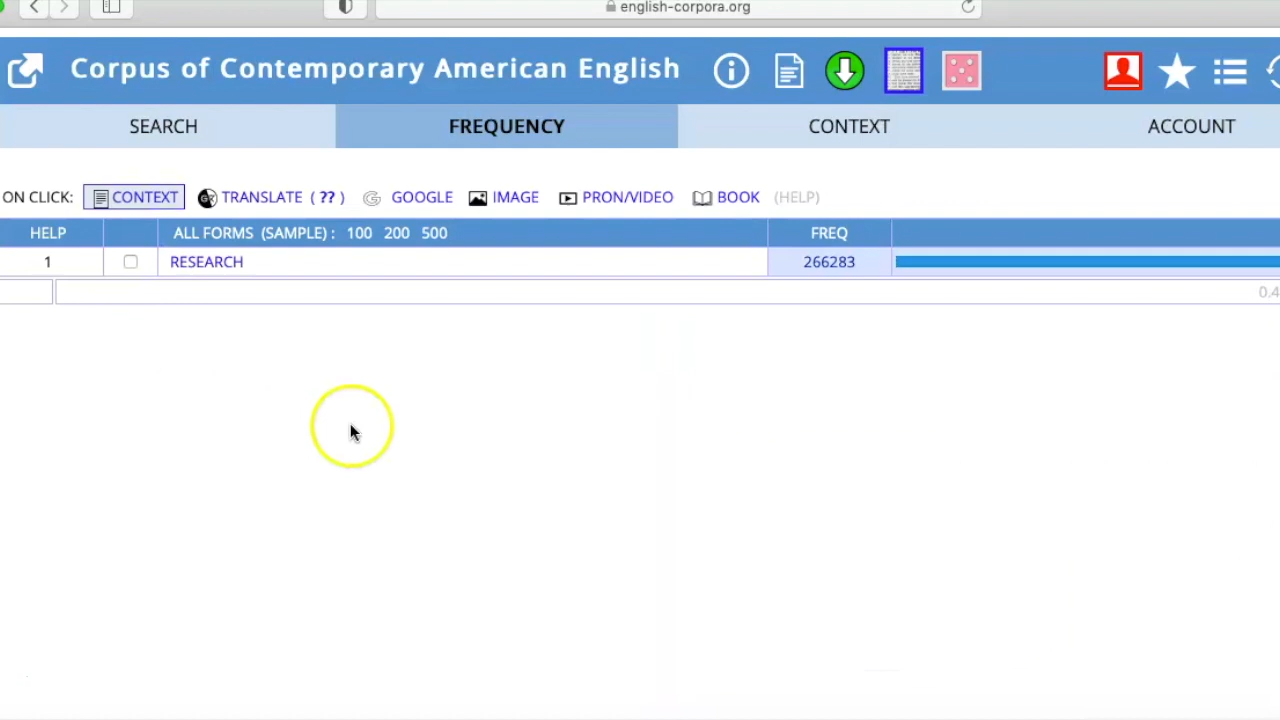 english-corpora.org
Corpus of Contemporary American English
SEARCH FREQUENCY CONTEXT ACCOUNT
ON CLICK: CONTEXT TRANSLATE ( ?? ) GOOGLE IMAGE PRON/VIDEO BOOK (HELP)
HELP ALL FORMS (SAMPLE) : 100 200 500 FREQ
1 RESEARCH 266283
0.4